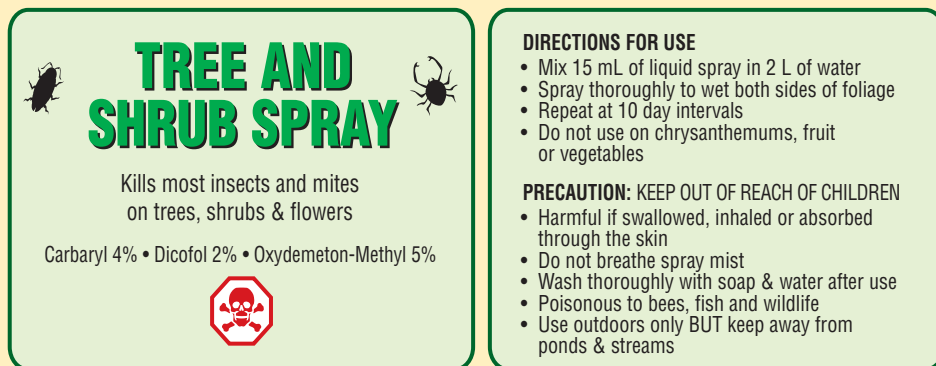 TREE AND
SHRUB SPRAY
Kills most insects and mites
on trees, shrubs & flowers
Carbaryl 4% • Dicofol 2% • Oxydemeton-Methyl 5%
DIRECTIONS FOR USE
• Mix 15 mL of liquid spray in 2 L of water
• Spray thoroughly to wet both sides of foliage
• Repeat at 10 day intervals
• Do not use on chrysanthemums, fruit
or vegetables
PRECAUTION: KEEP OUT OF REACH OF CHILDREN
• Harmful if swallowed, inhaled or absorbed
through the skin
• Do not breathe spray mist
• Wash thoroughly with soap & water after use
• Poisonous to bees, fish and wildlife
• Use outdoors only BUT keep away from
ponds & streams